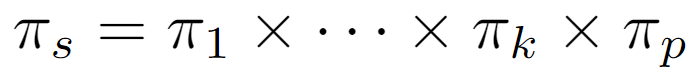 π_s = π_1 × ··· × π_k × π_p